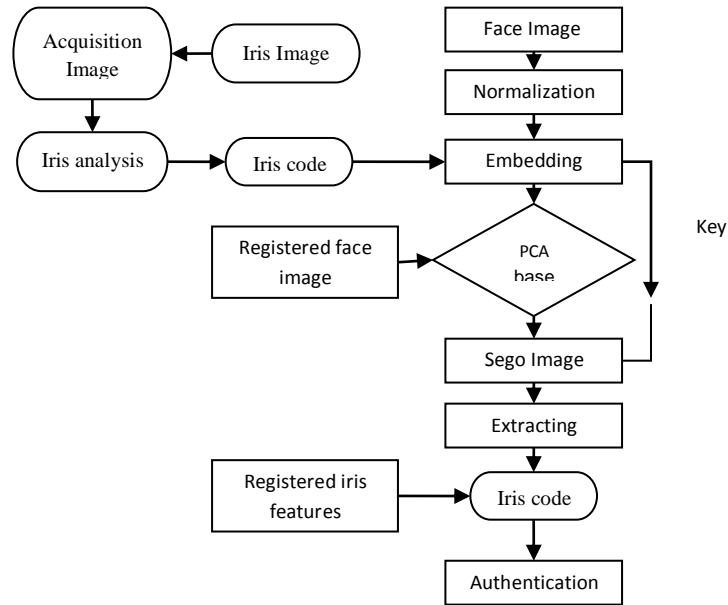 Acquisition
Image
Iris Image
Face Image
Normalization
Iris analysis
Iris code
Embedding
Key
Registered face
image
PCA
base
Sego Image
Extracting
Registered iris
features
Iris code
Authentication